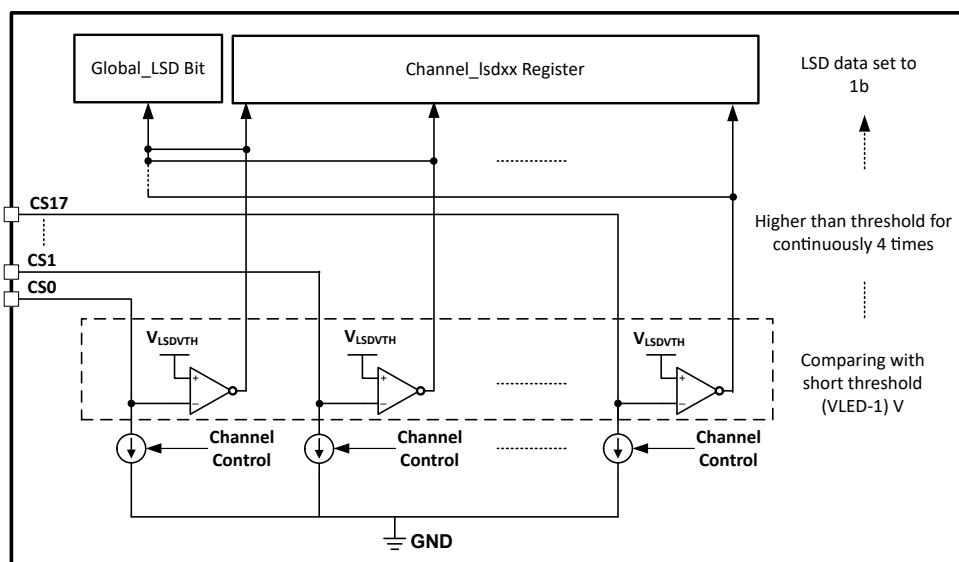 Global_LSD Bit
Channel_lsdxx Register
LSD data set to
1b
CS17
Higher than threshold for
continuously 4 times
CS1
CS0
VLSDVTH
VLSDVTH
VLSDVTH
+
−
+
−
+
−
Comparing with
short threshold
(VLED-1) V
Channel
Control
Channel
Control
Channel
Control
GND